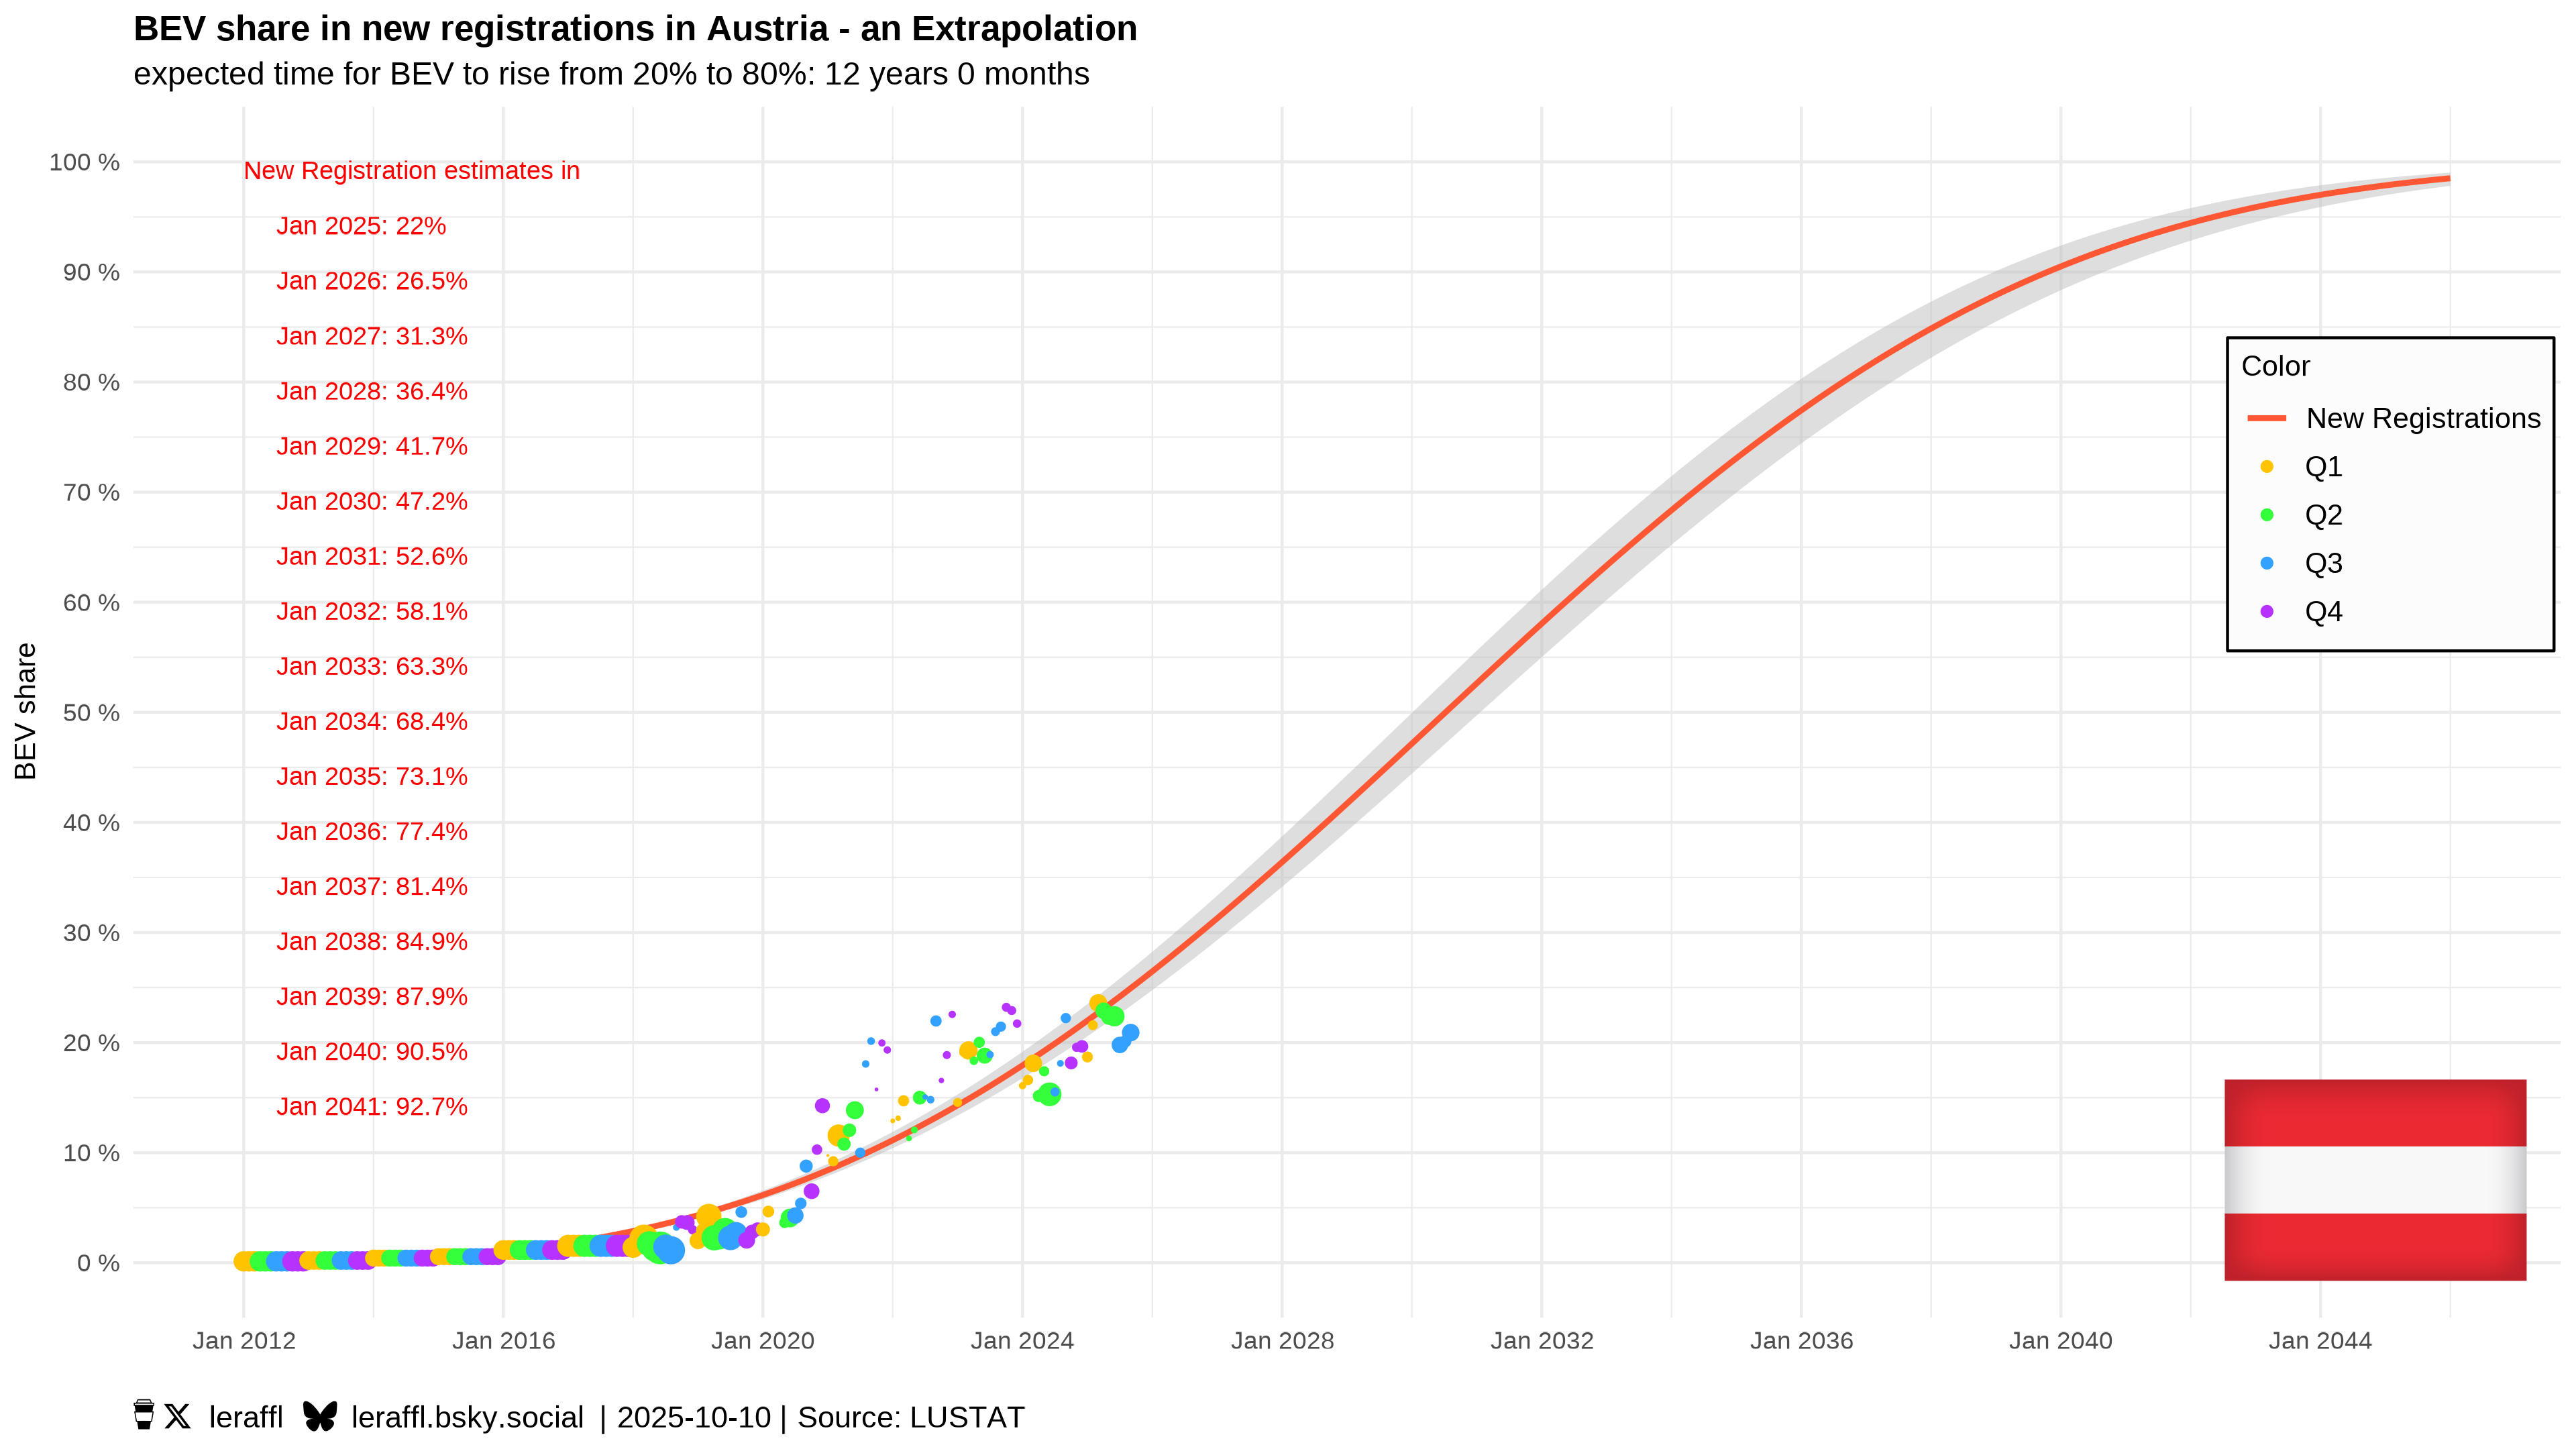 BEV share in new registrations in Austria - an Extrapolation
expected time for BEV to rise from 20% to 80%: 12 years 0 months
BEV share
100 %
90 %
80 %
70 %
60 %
50 %
40 %
30 %
20 %
10 %
0 %
New Registration estimates in
Jan 2025: 22%
Jan 2026: 26.5%
Jan 2027: 31.3%
Jan 2028: 36.4%
Jan 2029: 41.7%
Jan 2030: 47.2%
Jan 2031: 52.6%
Jan 2032: 58.1%
Jan 2033: 63.3%
Jan 2034: 68.4%
Jan 2035: 73.1%
Jan 2036: 77.4%
Jan 2037: 81.4%
Jan 2038: 84.9%
Jan 2039: 87.9%
Jan 2040: 90.5%
Jan 2041: 92.7%
Color
New Registrations
Q1
Q2
Q3
Q4
Jan 2012 Jan 2016 Jan 2020 Jan 2024 Jan 2028 Jan 2032 Jan 2036 Jan 2040 Jan 2044
leraffl leraffl.bsky.social | 2025-10-10 | Source: LUSTAT